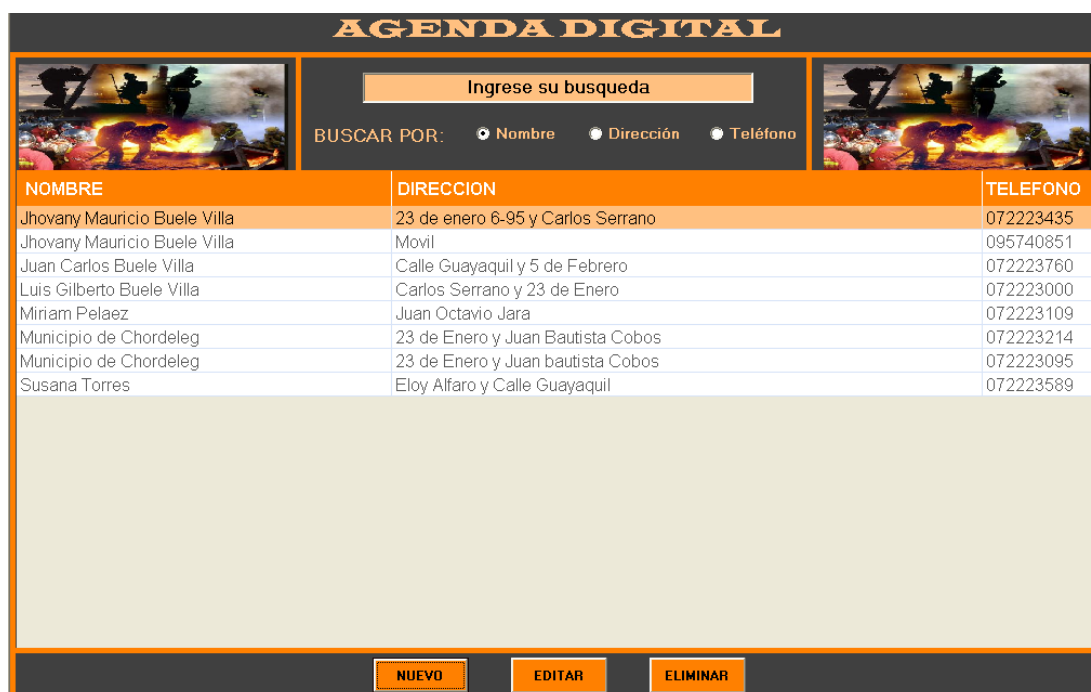 AGENDA DIGITAL
Ingrese su busqueda
BUSCAR POR: Nombre Dirección Teléfono
NOMBRE DIRECCION TELEFONO
Jhovany Mauricio Buele Villa 23 de enero 6-95 y Carlos Serrano 072223435
Jhovany Mauricio Buele Villa Movil 095740851
Juan Carlos Buele Villa Calle Guayaquil y 5 de Febrero 072223760
Luis Gilberto Buele Villa Carlos Serrano y 23 de Enero 072223000
Miriam Pelaez Juan Octavio Jara 072223109
Municipio de Chordeleg 23 de Enero y Juan Bautista Cobos 072223214
Municipio de Chordeleg 23 de Enero y Juan bautista Cobos 072223095
Susana Torres Eloy Alfaro y Calle Guayaquil 072223589
NUEVO EDITAR ELIMINAR